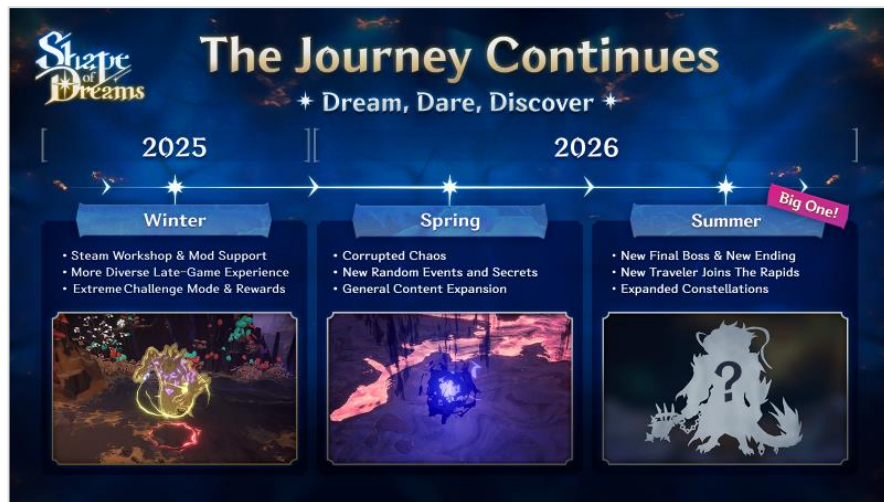 Shape
of
Dreams
The Journey Continues
Dream, Dare, Discover
2025
2026
Big One!
Winter
• Steam Workshop & Mod Support
• More Diverse Late-Game Experience
• Extreme Challenge Mode & Rewards
Spring
• Corrupted Chaos
• New Random Events and Secrets
• General Content Expansion
Summer
• New Final Boss & New Ending
• New Traveler Joins The Rapids
• Expanded Constellations
?